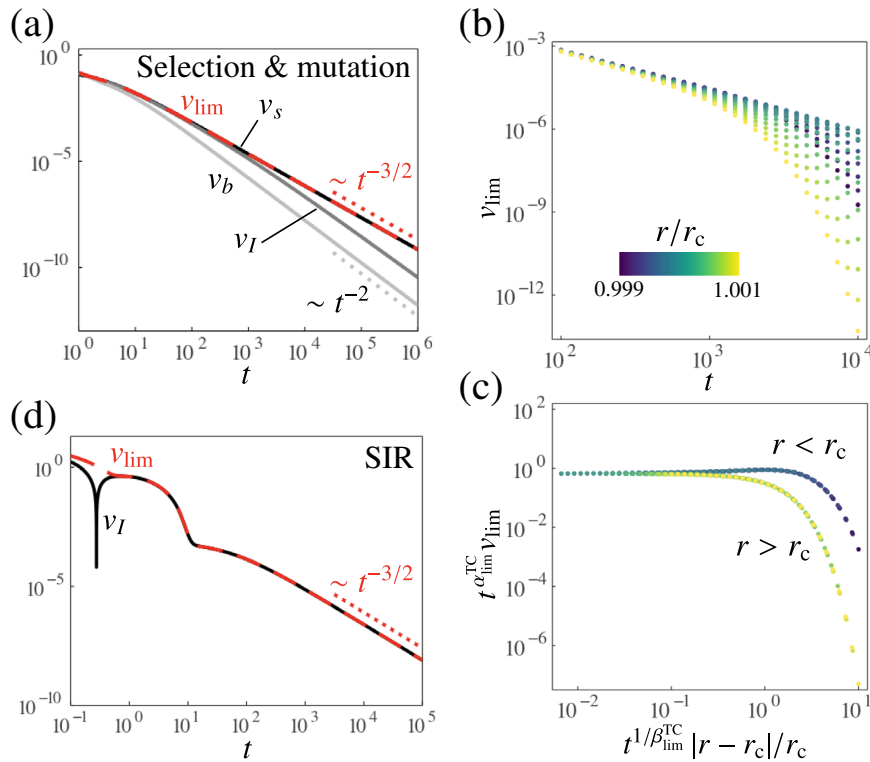 (a)
10^0
10^{-5}
10^{-10}
Selection & mutation
v_lim
v_s
v_b
v_I
~ t^{-3/2}
~ t^{-2}
10^0 10^1 10^2 10^3 10^4 10^5 10^6
t
(b)
10^{-3}
10^{-6}
10^{-9}
10^{-12}
v_lim
r/r_c
0.999 1.001
10^2 10^3 10^4
t
(d)
10^0
10^{-5}
10^{-10}
v_lim
v_I
SIR
~ t^{-3/2}
10^{-1} 10^0 10^1 10^2 10^3 10^4 10^5
t
(c)
10^2
10^0
10^{-2}
10^{-4}
10^{-6}
t^{α_lim^TC} v_lim
r < r_c
r > r_c
10^{-2} 10^{-1} 10^0 10^1
t^{1/β_lim^TC} |r − r_c|/r_c